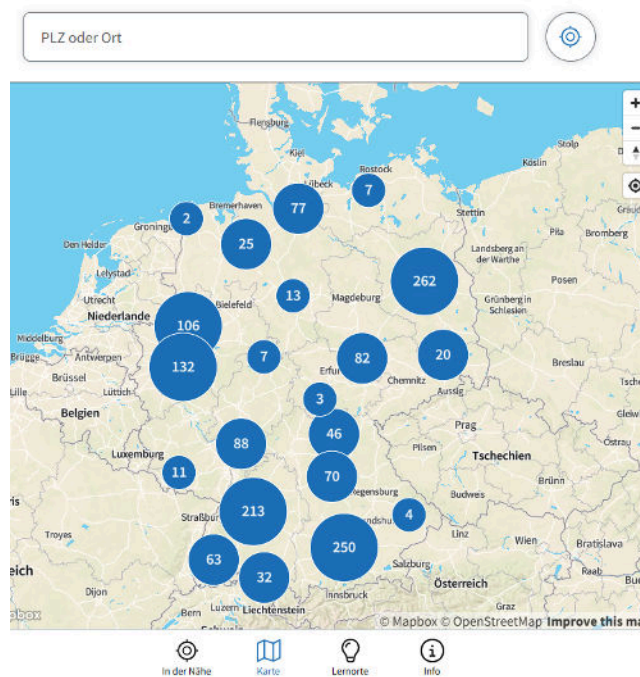 PLZ oder Ort
Flensburg
Kiel
Stolp
Rostock
Köslin
Lübeck
7
77
Bremerhaven
2
Stettin
Groningen
Pila
Bromberg
25
Den Helder
Landsberg an
der Warthe
Lelystad
262
Posen
13
Magdeburg
Utrecht
Bielefeld
Grünberg in
Schlesien
Niederlande
106
Middelburg
Brügge
Antwerpen
132
7
82
20
Breslau
Brüssel
Chemnitz
Lille
Lüttich
Aussig
Belgien
3
Prag
46
88
Pilsen
Ostrau
Luxemburg
Tschechien
11
70
Brünn
Regensburg
Budweis
213
4
Troyes
Linz
250
Wien
Bratislava
63
Salzburg
32
Dijon
Innsbruck
Österreich
Luzern
Liechtenstein
Bern
Graz
© Mapbox © OpenStreetMap Improve this ma
In der Nähe
Karte
Lernorte
Info